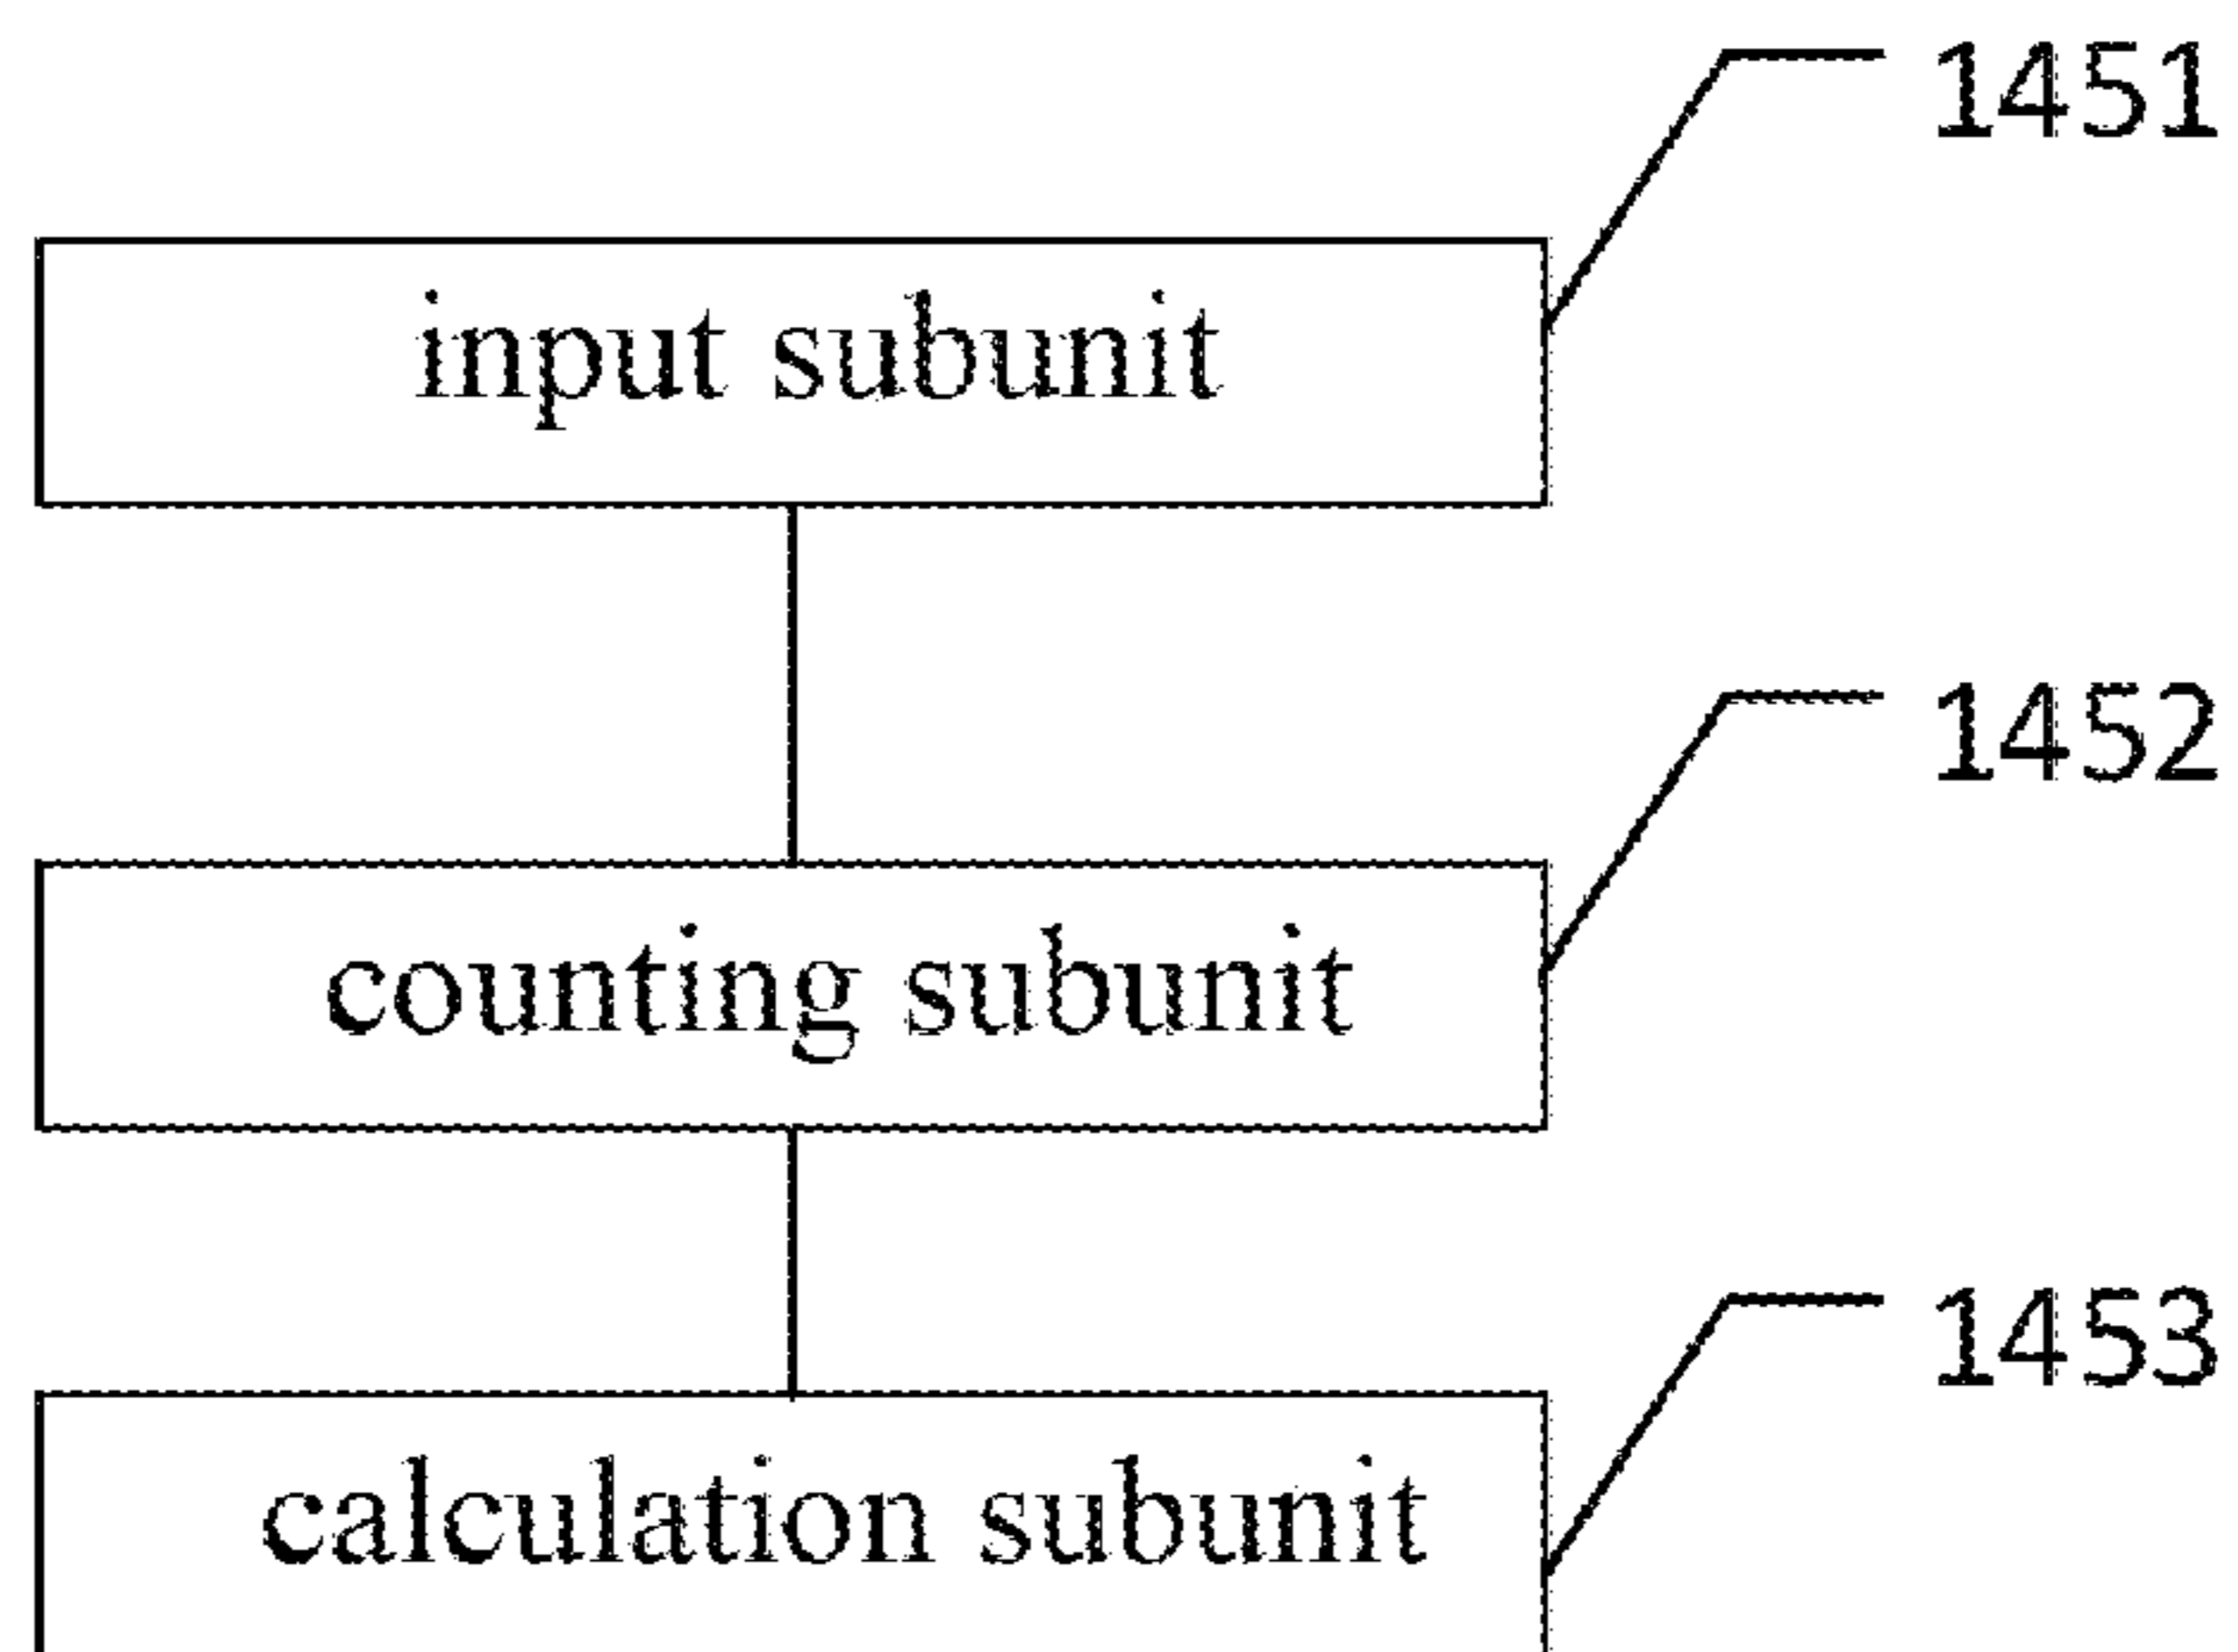 1451
input subunit
1452
counting subunit
1453
calculation subunit